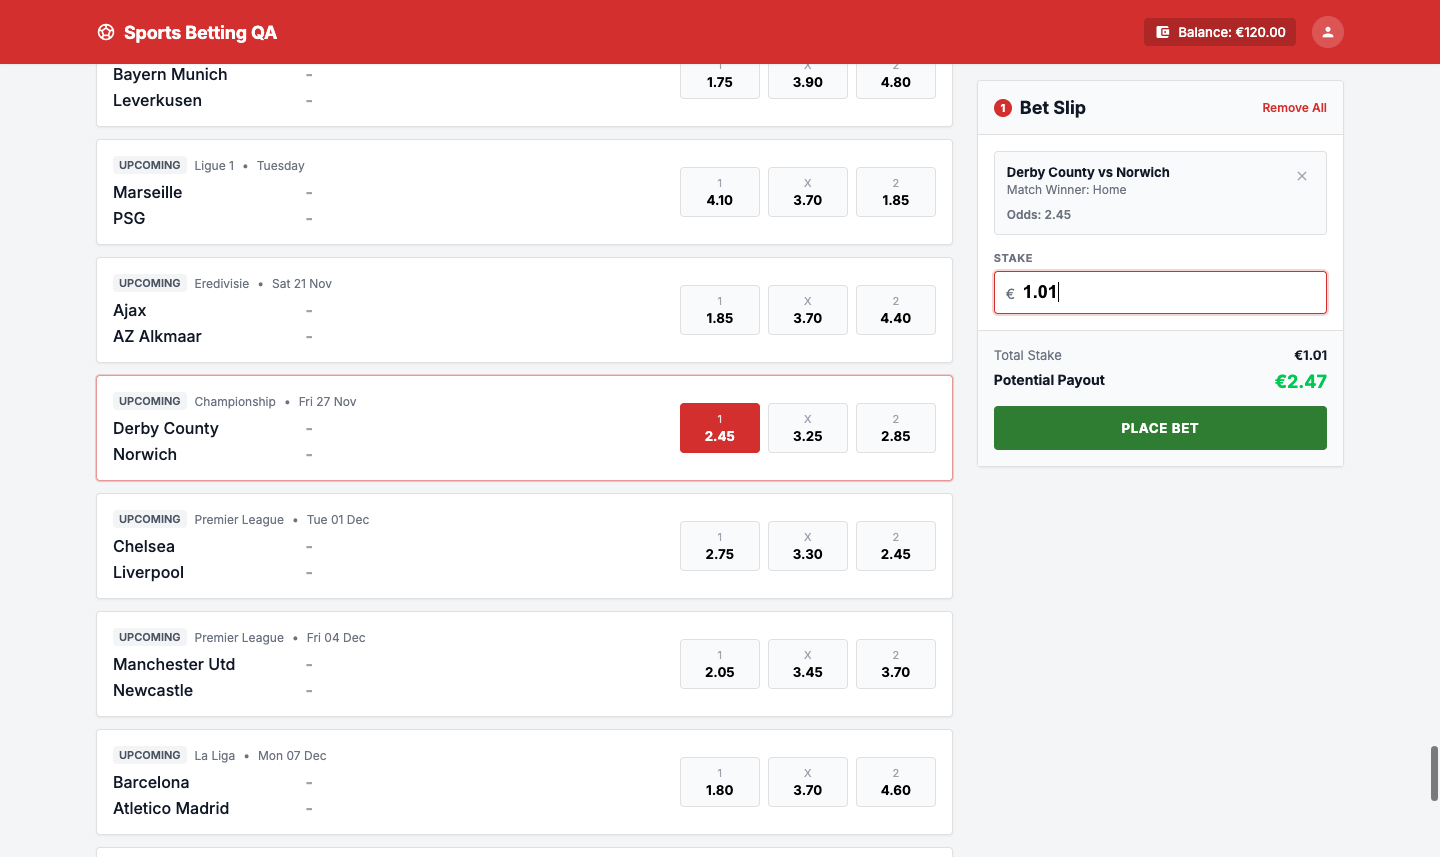 Sports Betting QA
Balance: €120.00
Bayern Munich -
Leverkusen -
1 X 2
1.75 3.90 4.80
UPCOMING Ligue 1 • Tuesday
Marseille -
PSG -
1 X 2
4.10 3.70 1.85
UPCOMING Eredivisie • Sat 21 Nov
Ajax -
AZ Alkmaar -
1 X 2
1.85 3.70 4.40
UPCOMING Championship • Fri 27 Nov
Derby County -
Norwich -
1 X 2
2.45 3.25 2.85
UPCOMING Premier League • Tue 01 Dec
Chelsea -
Liverpool -
1 X 2
2.75 3.30 2.45
UPCOMING Premier League • Fri 04 Dec
Manchester Utd -
Newcastle -
1 X 2
2.05 3.45 3.70
UPCOMING La Liga • Mon 07 Dec
Barcelona -
Atletico Madrid -
1 X 2
1.80 3.70 4.60
1 Bet Slip Remove All
Derby County vs Norwich
Match Winner: Home
Odds: 2.45
STAKE
€ 1.01
Total Stake €1.01
Potential Payout €2.47
PLACE BET